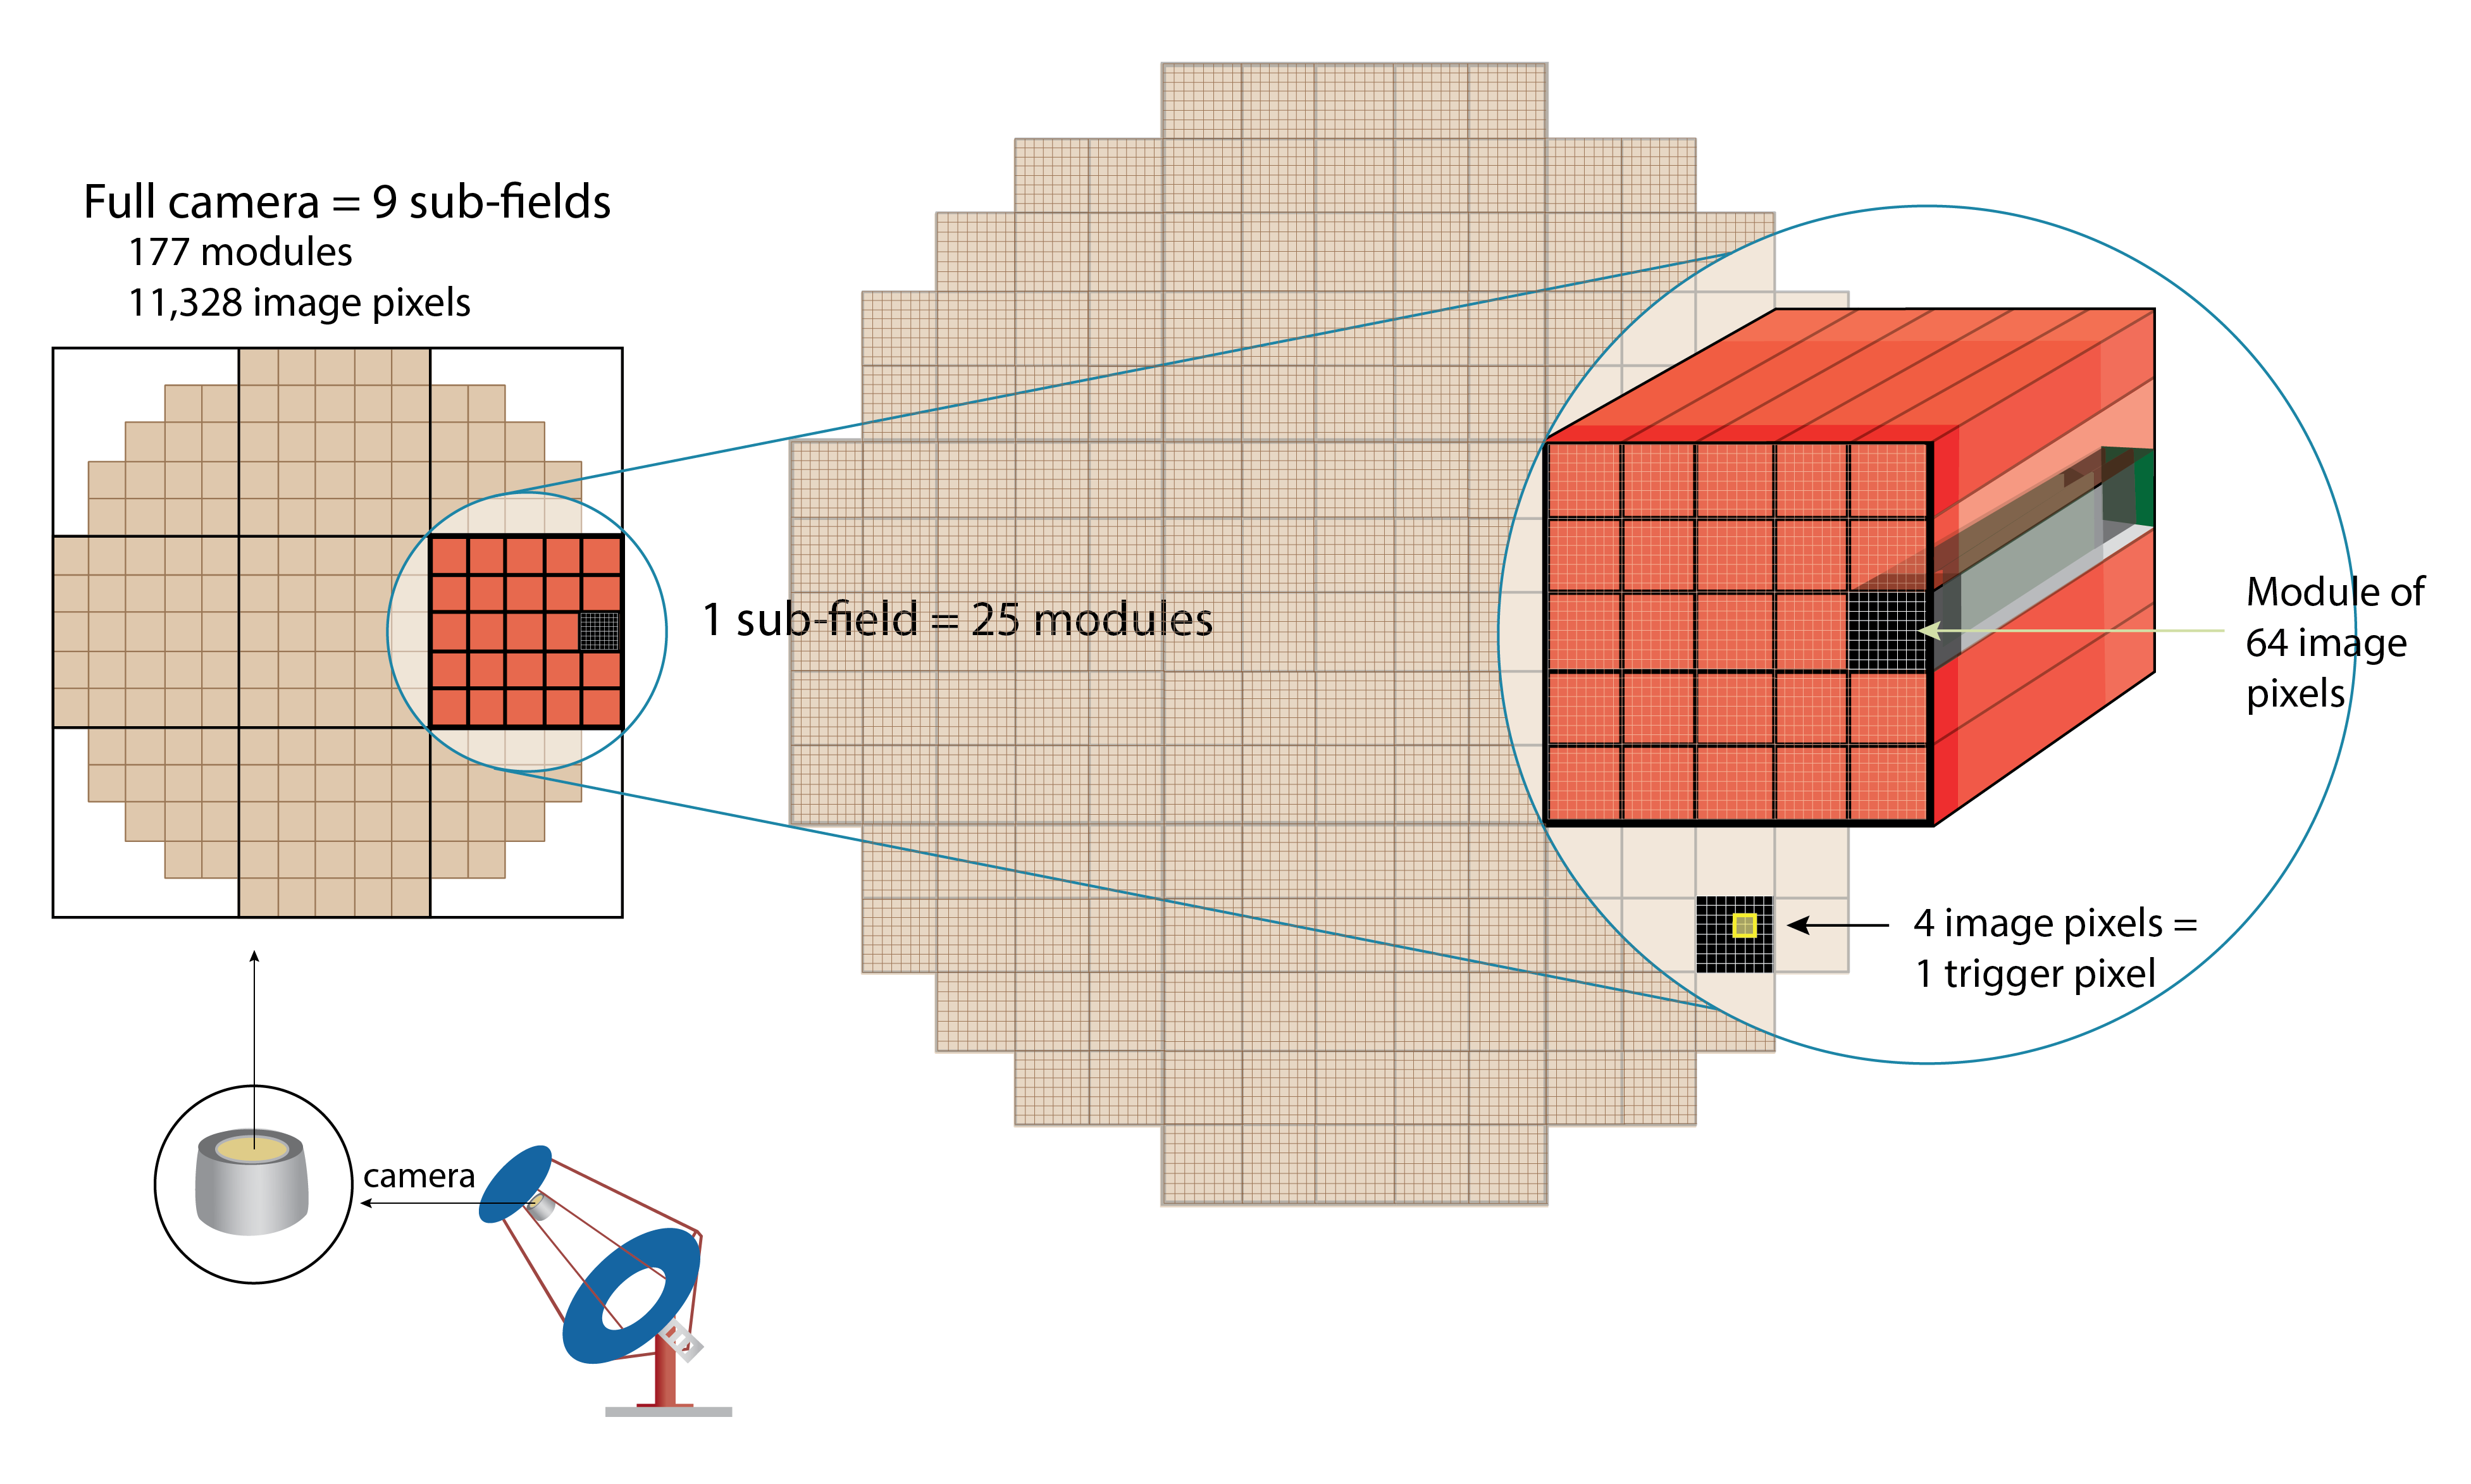 Full camera = 9 sub-fields
177 modules
11,328 image pixels
1 sub-field = 25 modules
Module of
64 image
pixels
4 image pixels =
1 trigger pixel
camera